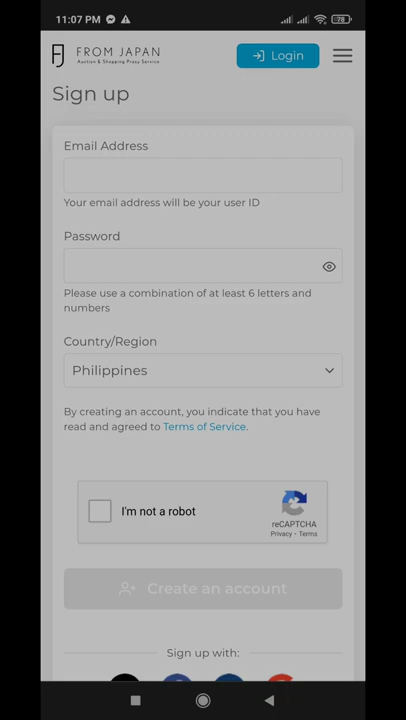 11:07 PM
78
FROM JAPAN
Auction & Shopping Proxy Service
Login
Sign up
Email Address
Your email address will be your user ID
Password
Please use a combination of at least 6 letters and
numbers
Country/Region
Philippines
By creating an account, you indicate that you have
read and agreed to Terms of Service.
I'm not a robot
reCAPTCHA
Privacy - Terms
Create an account
Sign up with: